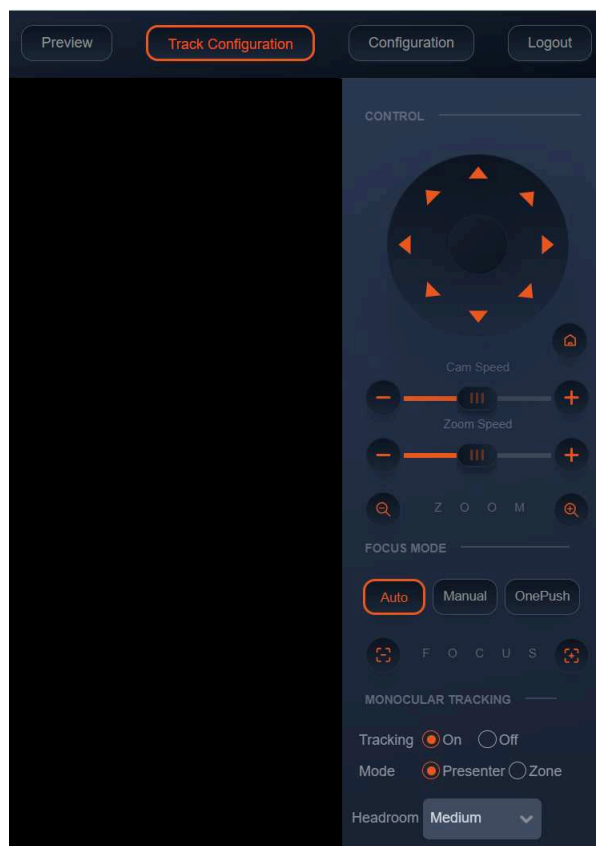 Preview Track Configuration Configuration Logout
CONTROL
Cam Speed
Zoom Speed
Z O O M
FOCUS MODE
Auto Manual OnePush
F O C U S
MONOCULAR TRACKING
Tracking On Off
Mode Presenter Zone
Headroom Medium